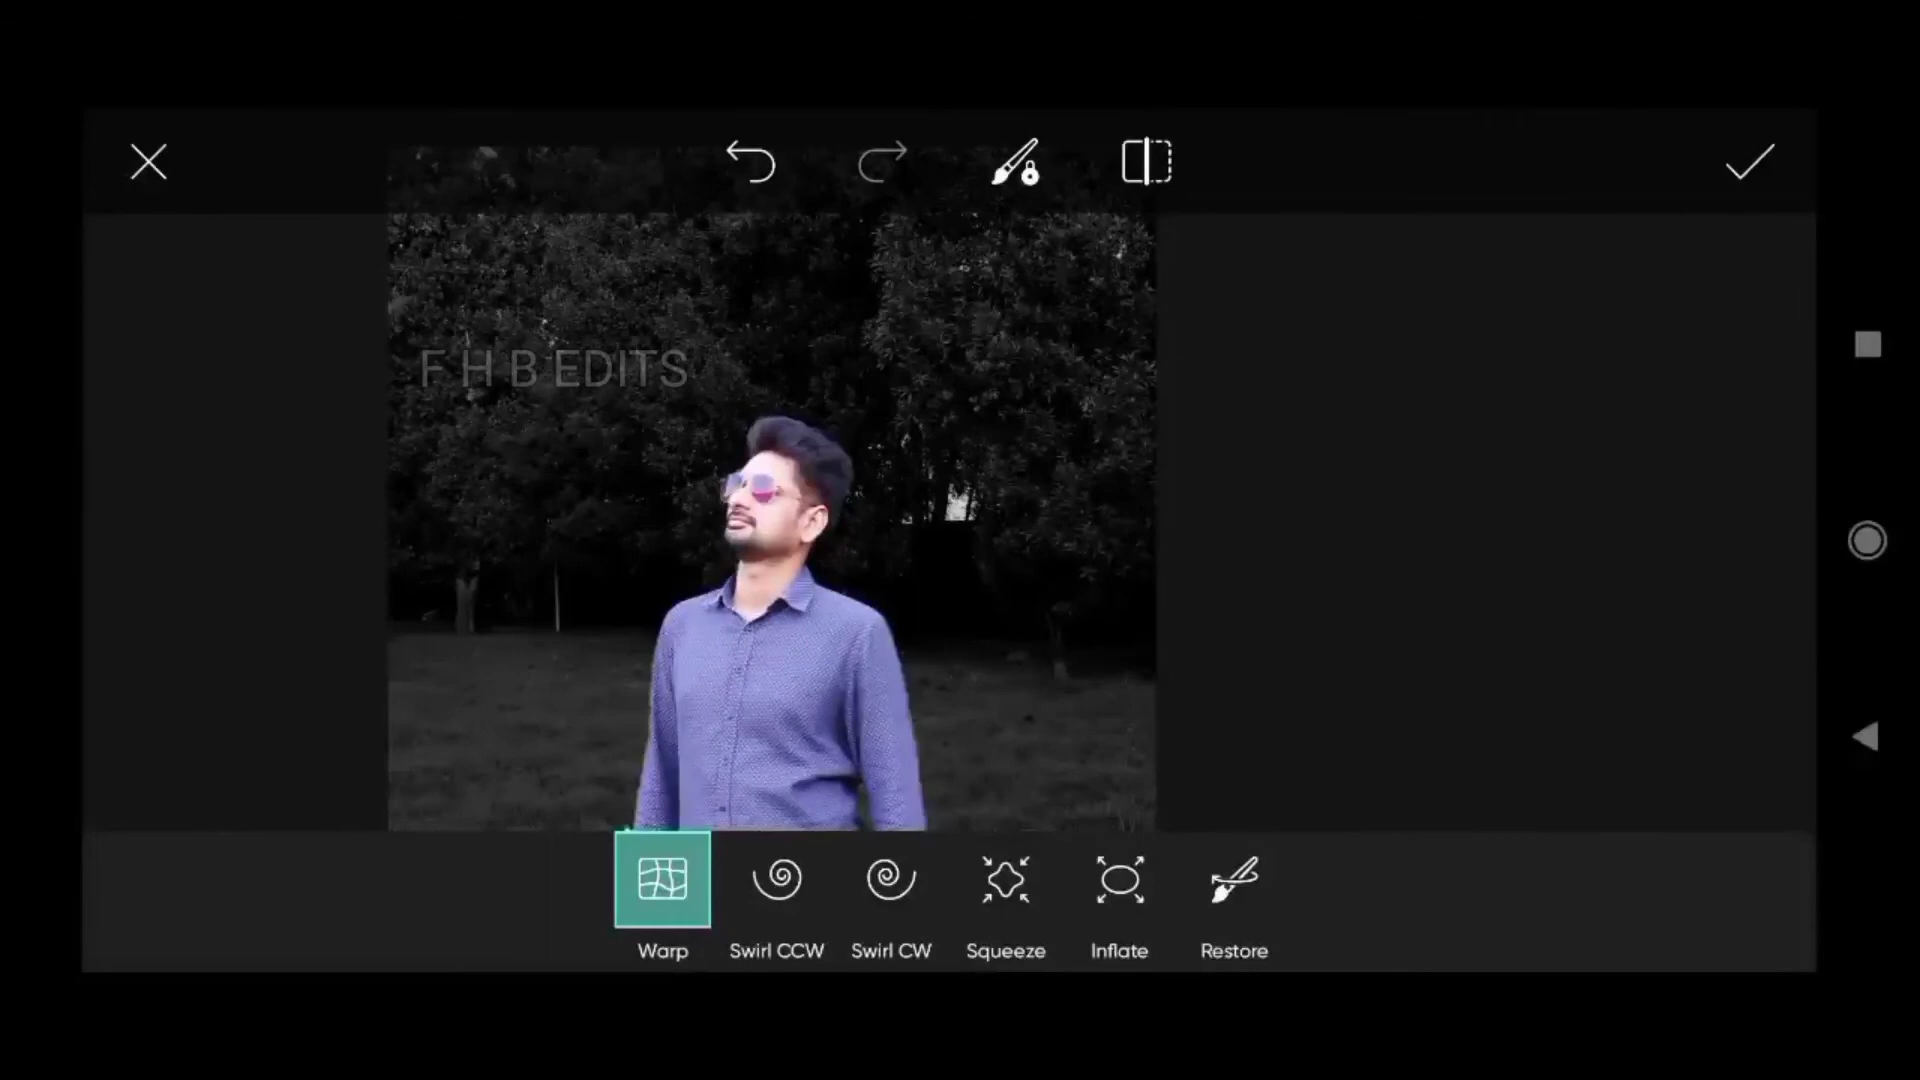 F H B EDITS
Warp
Swirl CCW
Swirl CW
Squeeze
Inflate
Restore